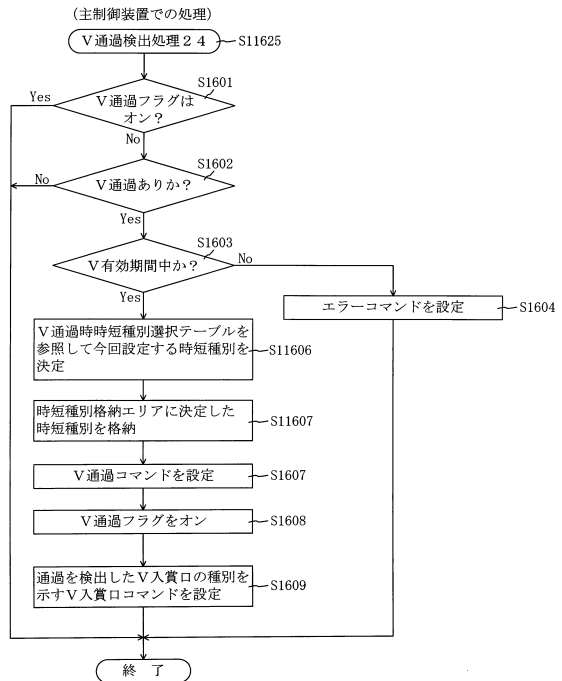 (主制御装置での処理)
V通過検出処理24
S11625
S1601
V通過フラグは
オン?
Yes
No
S1602
V通過ありか?
No
Yes
S1603
V有効期間中か?
No
Yes
エラーコマンドを設定
S1604
V通過時時短種別選択テーブルを
参照して今回設定する時短種別を
決定
S11606
時短種別格納エリアに決定した
時短種別を格納
S11607
V通過コマンドを設定
S1607
V通過フラグをオン
S1608
通過を検出したV入賞口の種別を
示すV入賞口コマンドを設定
S1609
終 了